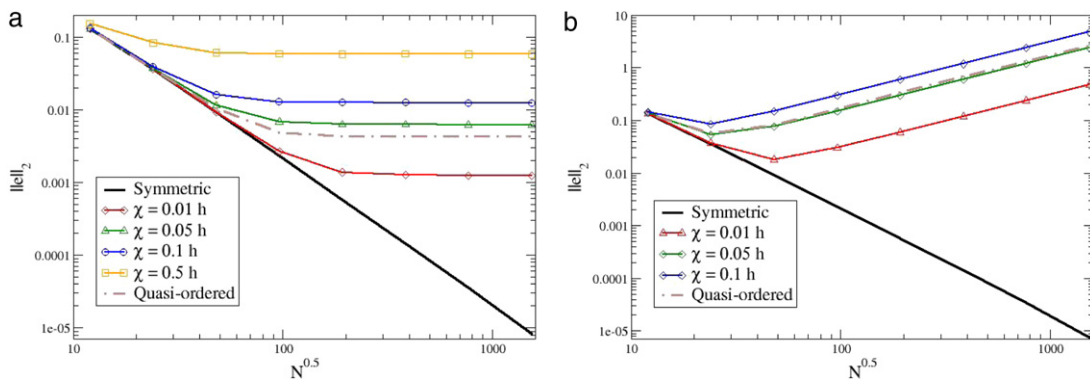 a
0.1
0.01
0.001
0.0001
1e-05
||e||2
Symmetric
χ = 0.01 h
χ = 0.05 h
χ = 0.1 h
χ = 0.5 h
Quasi-ordered
10
100
1000
N^0.5
b
10
1
0.1
0.01
0.001
0.0001
1e-05
||e||2
Symmetric
χ = 0.01 h
χ = 0.05 h
χ = 0.1 h
Quasi-ordered
10
100
1000
N^0.5